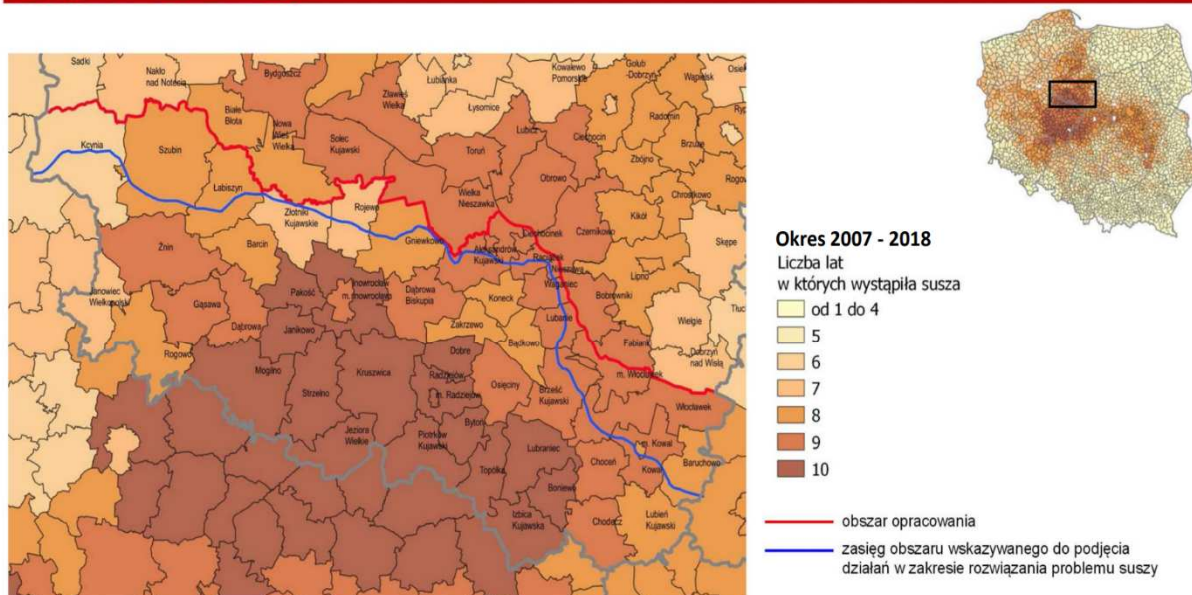 Sadki
Nakło
nad Notecią
Bydgoszcz
Kcynia
Szubin
Białe
Błota
Nowa
Wieś
Wielka
Łabiszyn
Złotniki
Kujawskie
Rojewo
Solec
Kujawski
Zławieś
Wielka
Łubianka
Łysomice
Toruń
Wielka
Nieszawka
Kowalewo
Pomorskie
Golub
-Dobrzyń
Wąpielsk
Lubicz
Ciechocin
Radomin
Obrowo
Zbójno
Brzuze
Chrostkowo
Kikół
Czernikowo
Skępe
Lipno
Ciechocinek
Aleksandrów
Kujawski
Raciążek
Nieszawa
Waganiec
Bobrowniki
Gniewkowo
Żnin
Barcin
Janowiec
Wielkopolski
Gąsawa
Dąbrowa
Rogowo
Pakość
Inowrocław
m. Inowrocław
Janikowo
Dąbrowa
Biskupia
Koneck
Zakrzewo
Bądkowo
Lubanie
Fabianki
Wielgie
Dobrzyń
nad Wisłą
Mogilno
Strzelno
Kruszwica
Dobre
Radziejów
m. Radziejów
Osięciny
Brześć
Kujawski
m. Włocławek
Włocławek
Jeziora
Wielkie
Piotrków
Kujawski
Bytoń
Topólka
Lubraniec
Boniewo
Izbica
Kujawska
Choceń
m. Kowal
Kowal
Baruchowo
Chodecz
Lubień
Kujawski
Okres 2007 - 2018
Liczba lat
w których wystąpiła susza
od 1 do 4
5
6
7
8
9
10
obszar opracowania
zasięg obszaru wskazywanego do podjęcia
działań w zakresie rozwiązania problemu suszy